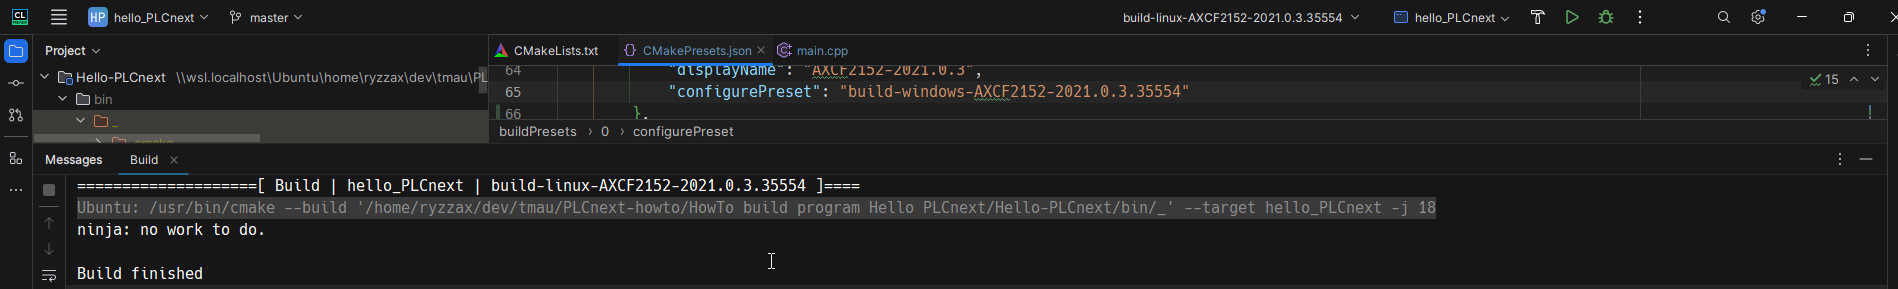 CL
HP hello_PLCnext master build-linux-AXCF2152-2021.0.3.35554 hello_PLCnext
Project CMakeLists.txt CMakePresets.json main.cpp
Hello-PLCnext \\wsl.localhost\Ubuntu\home\ryzzax\dev\tmau\PL
bin
_
cmake
64 "displayName": "AXCF2152-2021.0.3",
65 "configurePreset": "build-windows-AXCF2152-2021.0.3.35554"
66 },
15
buildPresets › 0 › configurePreset
Messages Build
====================[ Build | hello_PLCnext | build-linux-AXCF2152-2021.0.3.35554 ]====
Ubuntu: /usr/bin/cmake --build '/home/ryzzax/dev/tmau/PLCnext-howto/HowTo build program Hello PLCnext/Hello-PLCnext/bin/_' --target hello_PLCnext -j 18
ninja: no work to do.
Build finished